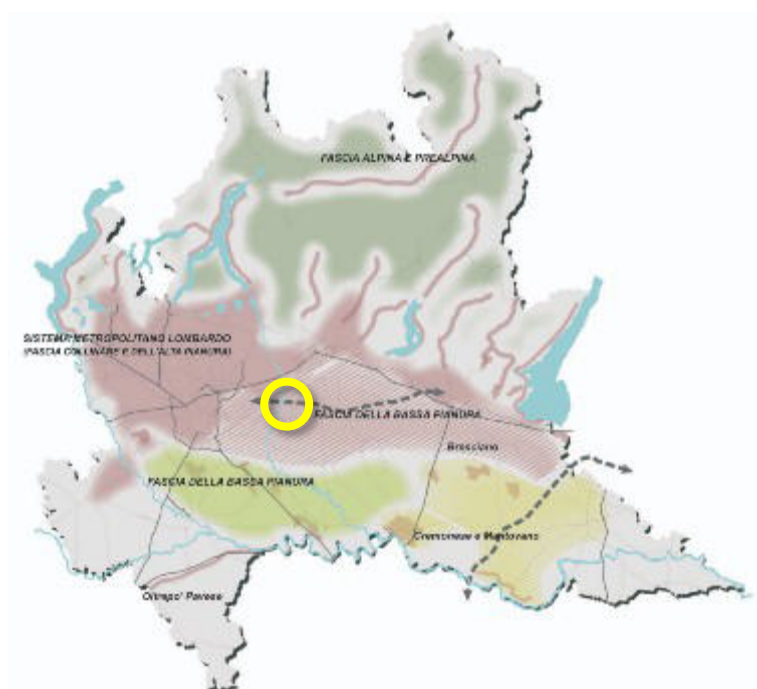 FASCIA ALPINA E PREALPINA
SISTEMA METROPOLITANO LOMBARDO
(FASCIA COLLINARE E DELL'ALTA PIANURA)
FASCIA DELLA BASSA PIANURA
Bresciano
FASCIA DELLA BASSA PIANURA
Cremonese e Mantovano
Oltrepo' Pavese